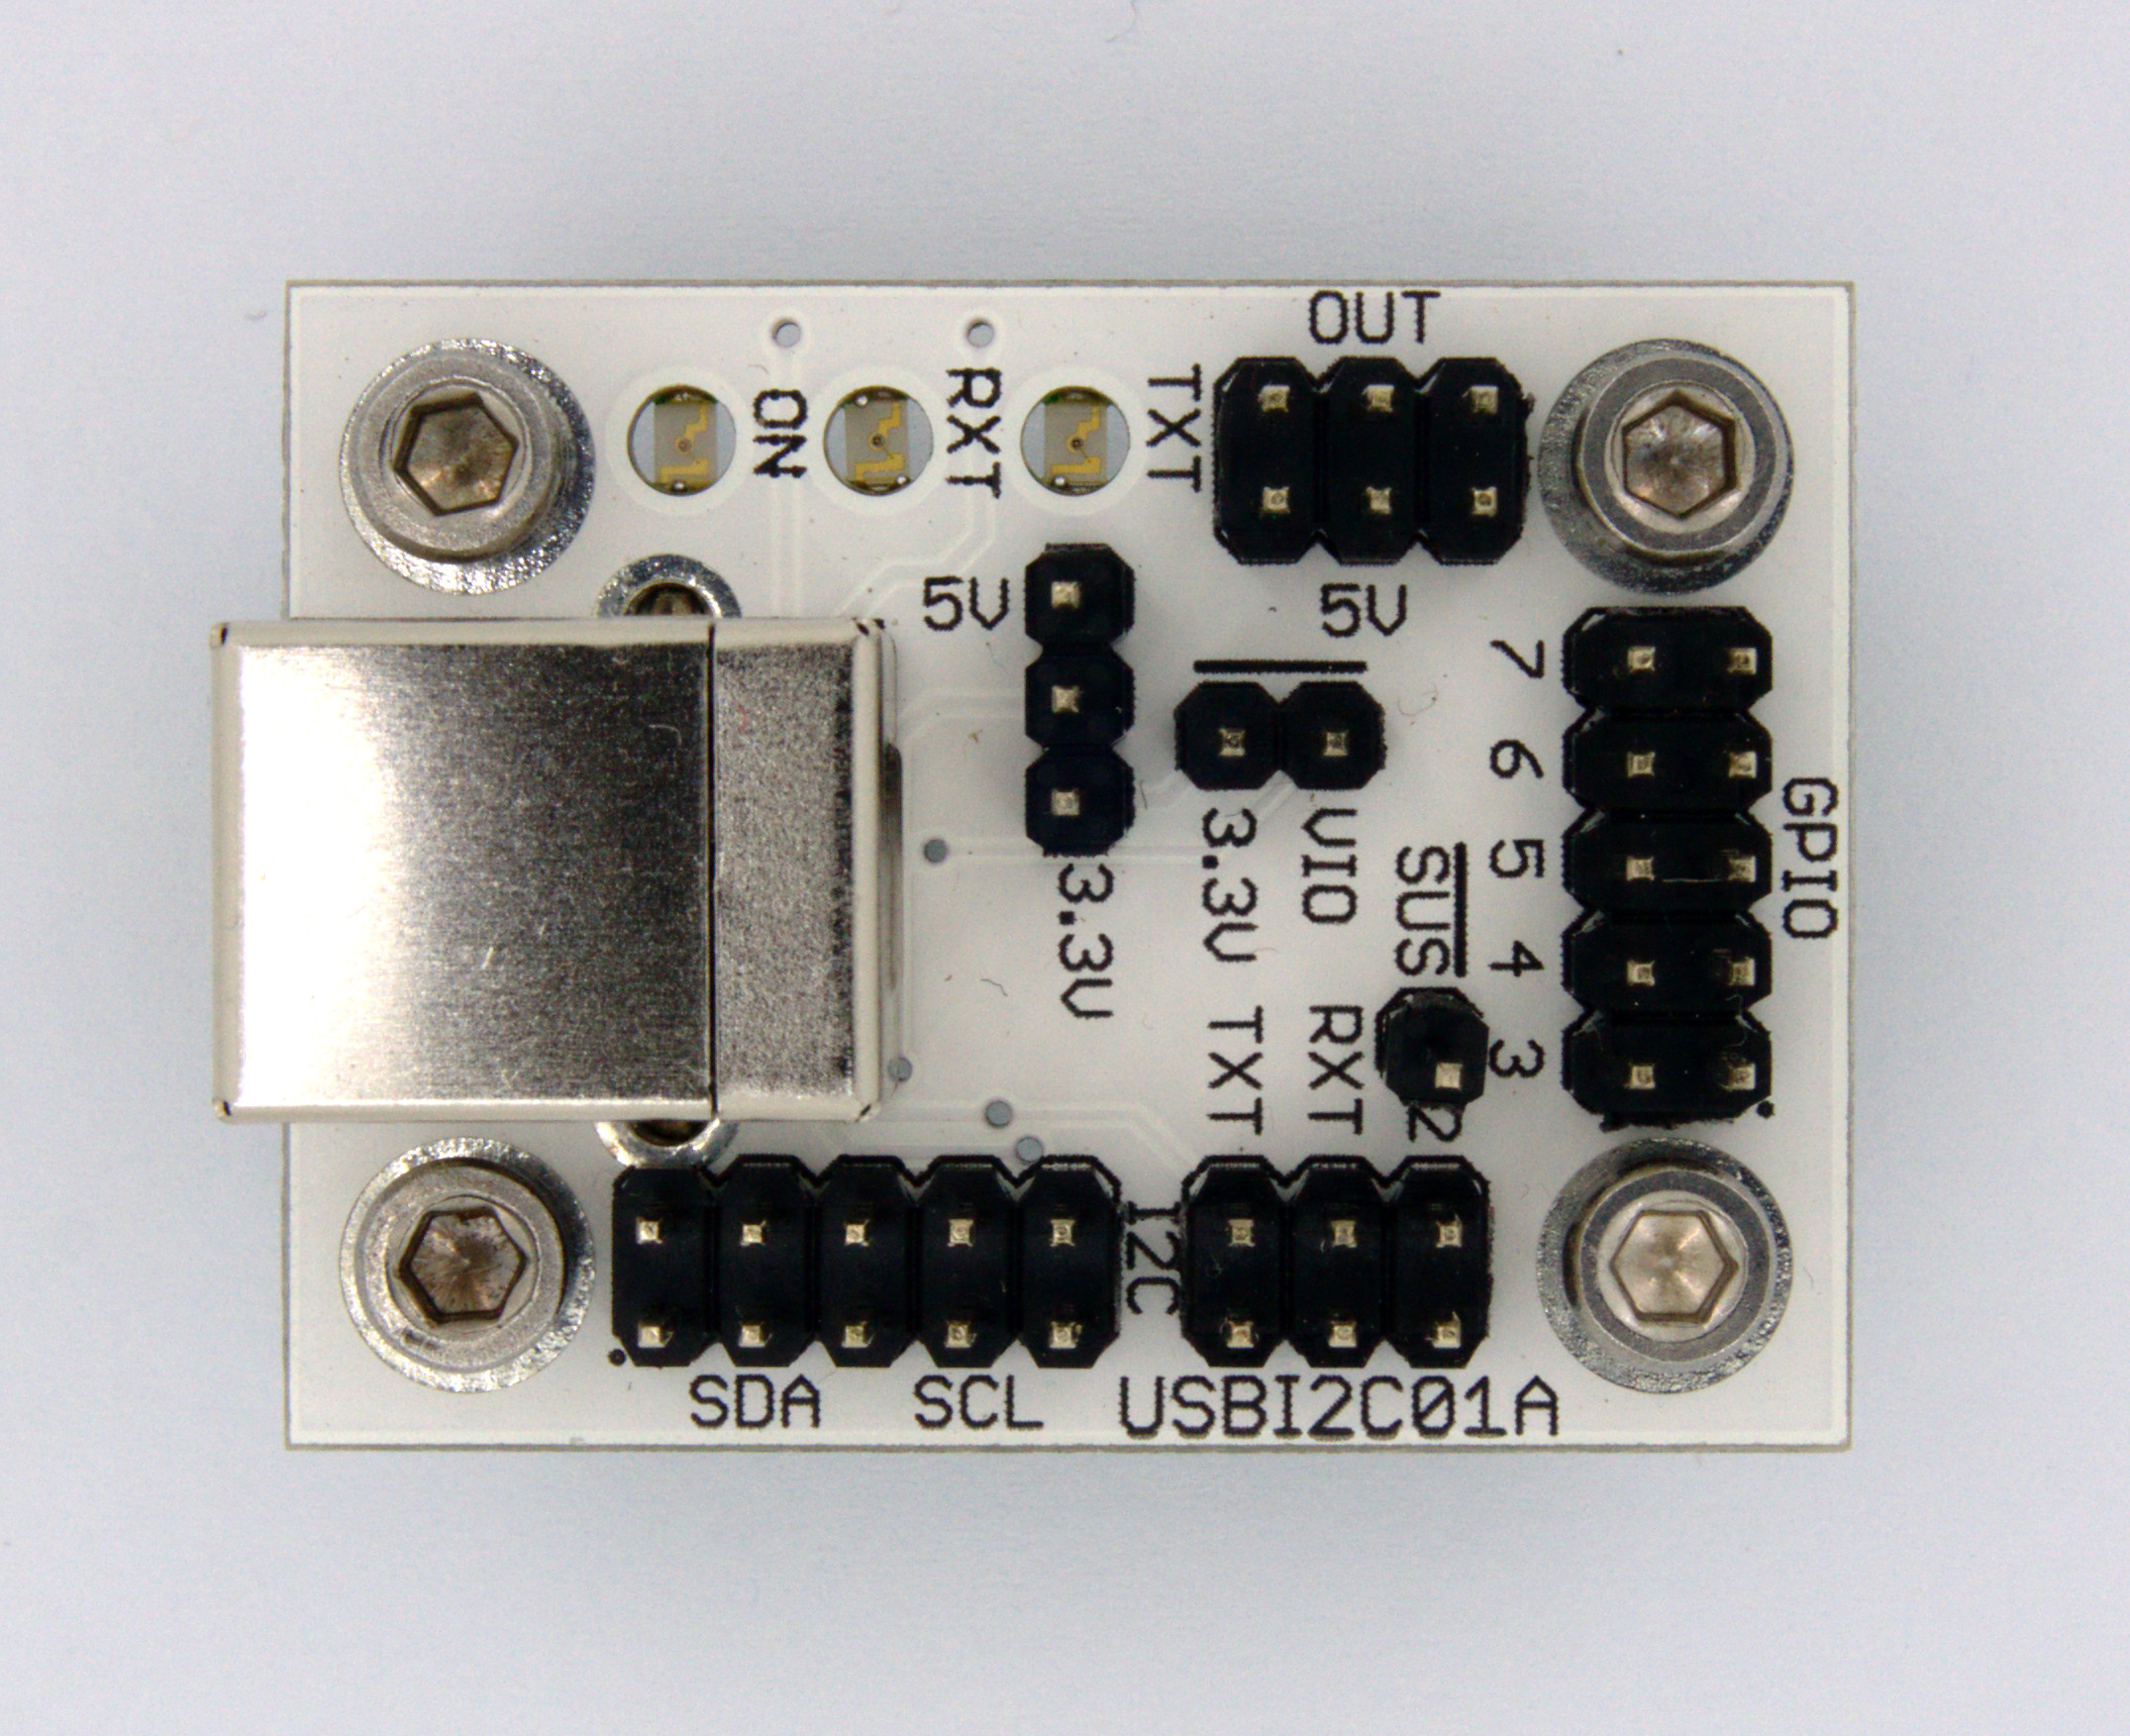 OUT
ON
RXT
TXT
5V
5V
7
6
5
4
3
GPIO
3.3V
3.3V
VIO
SUS
TXT
RXT
2
I2C
SDA
SCL
USBI2C01A